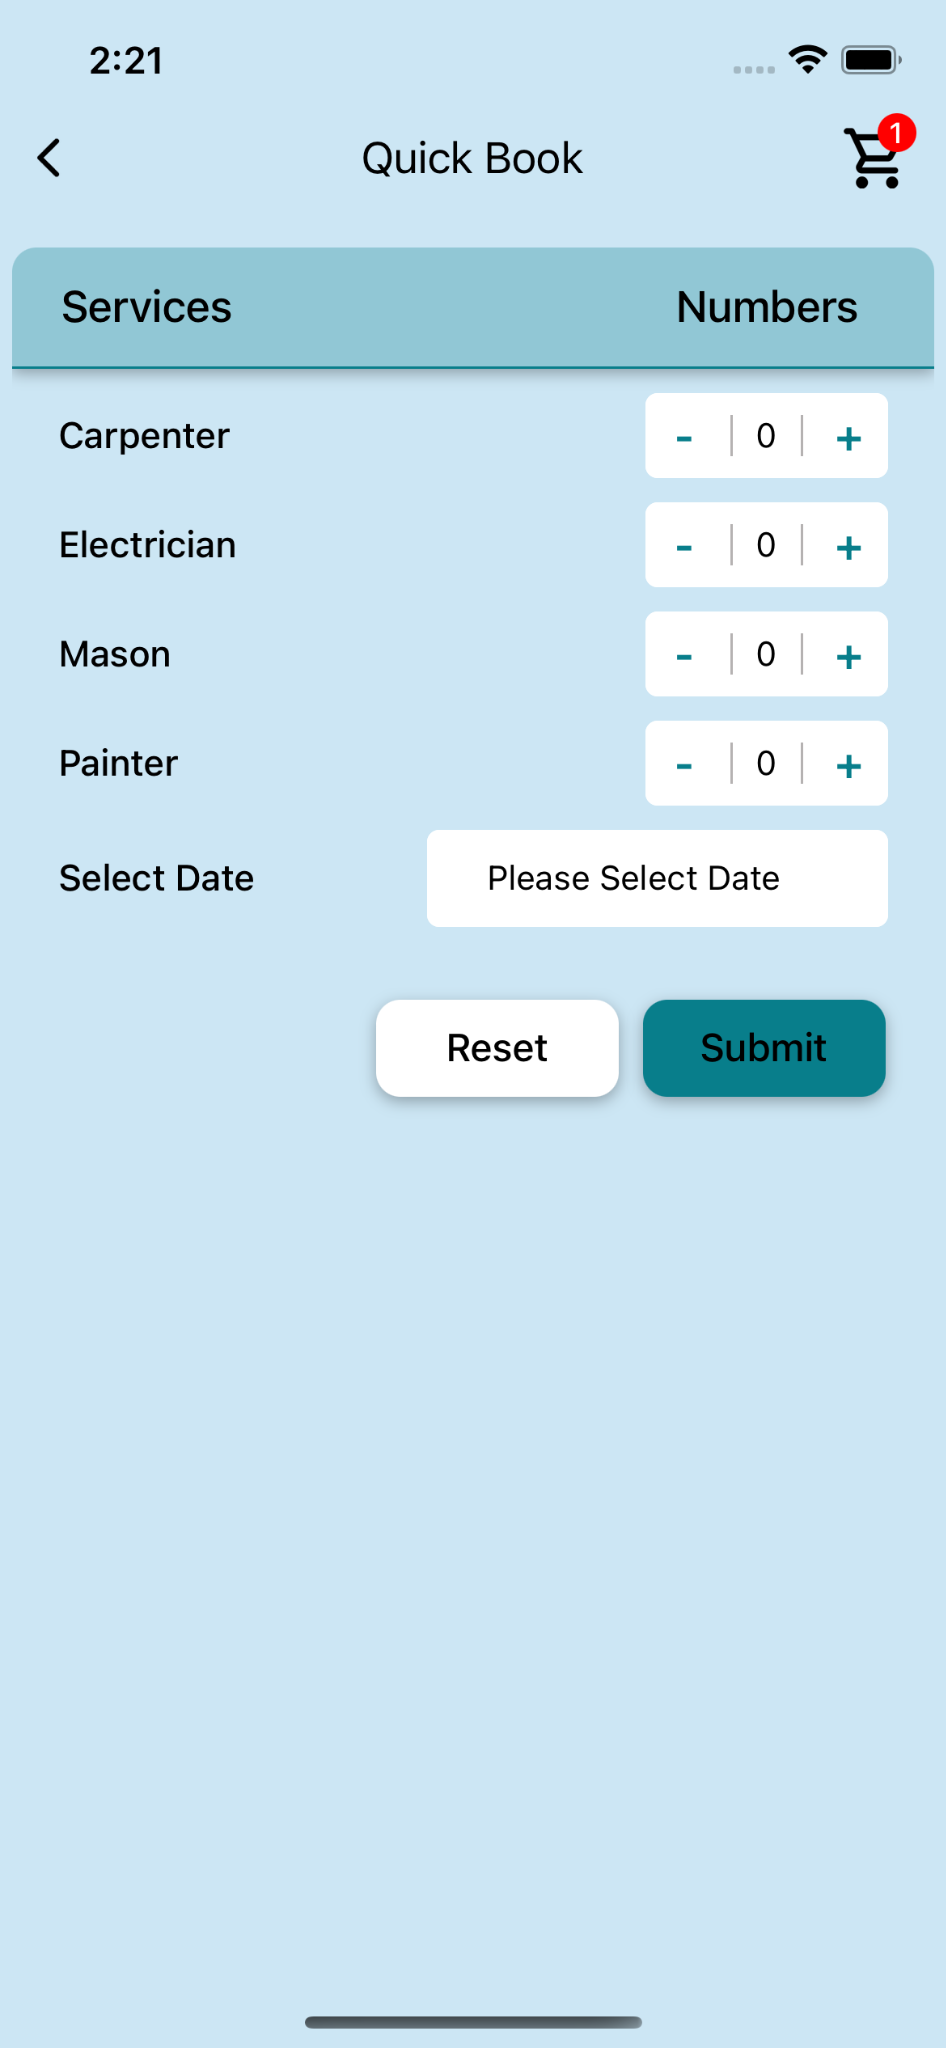 2:21
Quick Book
1
Services Numbers
Carpenter - 0 +
Electrician - 0 +
Mason - 0 +
Painter - 0 +
Select Date Please Select Date
Reset Submit